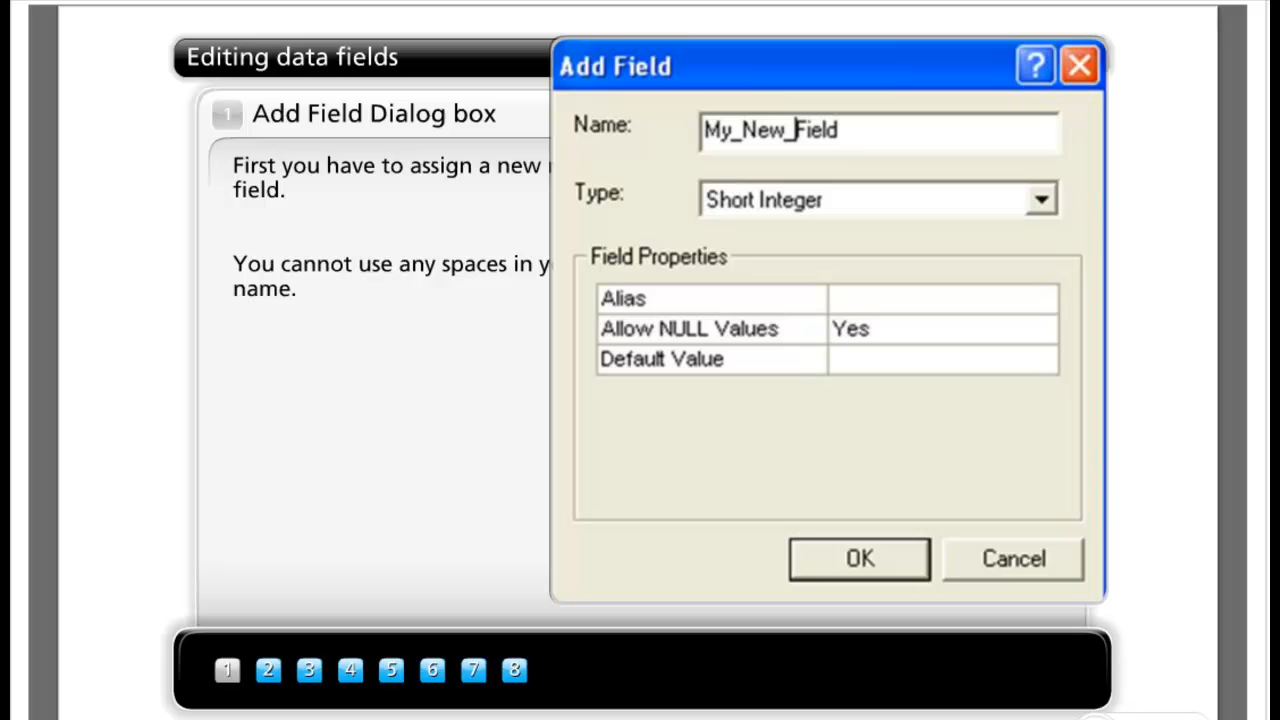 Editing data fields
1 Add Field Dialog box
First you have to assign a new
field.
You cannot use any spaces in
name.
Add Field
?
Name: My_New_Field
Type: Short Integer
Field Properties
Alias
Allow NULL Values Yes
Default Value
OK Cancel
1 2 3 4 5 6 7 8